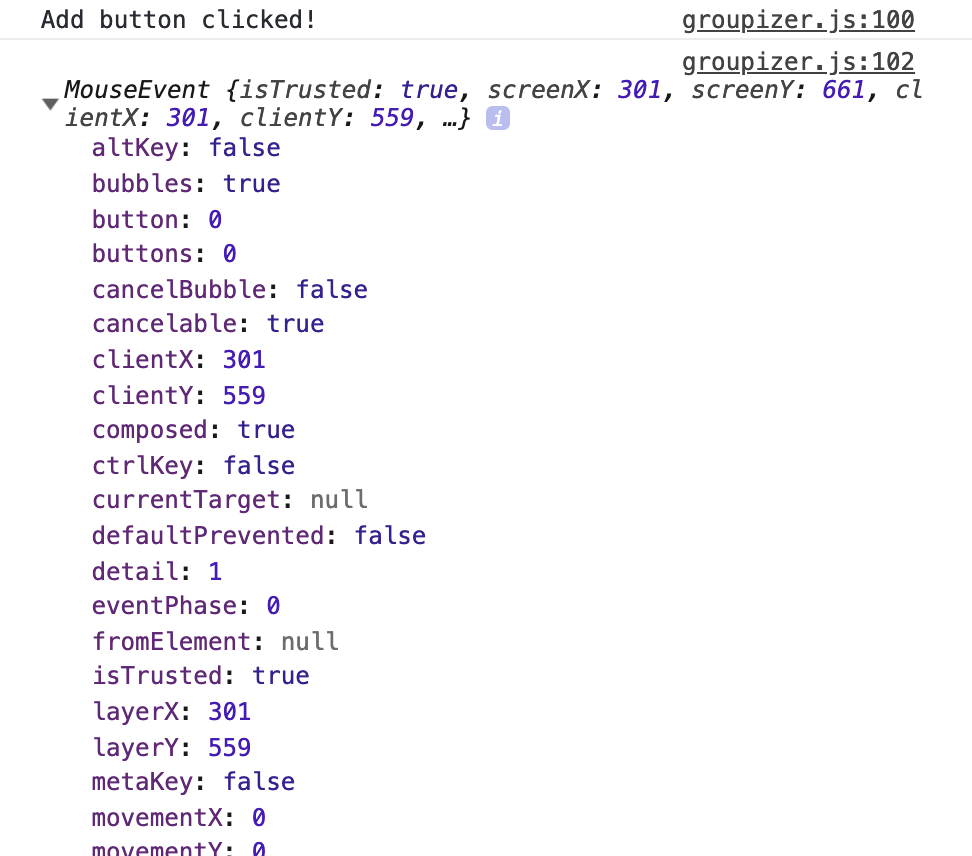 Add button clicked! groupizer.js:100
groupizer.js:102
MouseEvent {isTrusted: true, screenX: 301, screenY: 661, cl
ientX: 301, clientY: 559, …} i
altKey: false
bubbles: true
button: 0
buttons: 0
cancelBubble: false
cancelable: true
clientX: 301
clientY: 559
composed: true
ctrlKey: false
currentTarget: null
defaultPrevented: false
detail: 1
eventPhase: 0
fromElement: null
isTrusted: true
layerX: 301
layerY: 559
metaKey: false
movementX: 0
movementY: 0